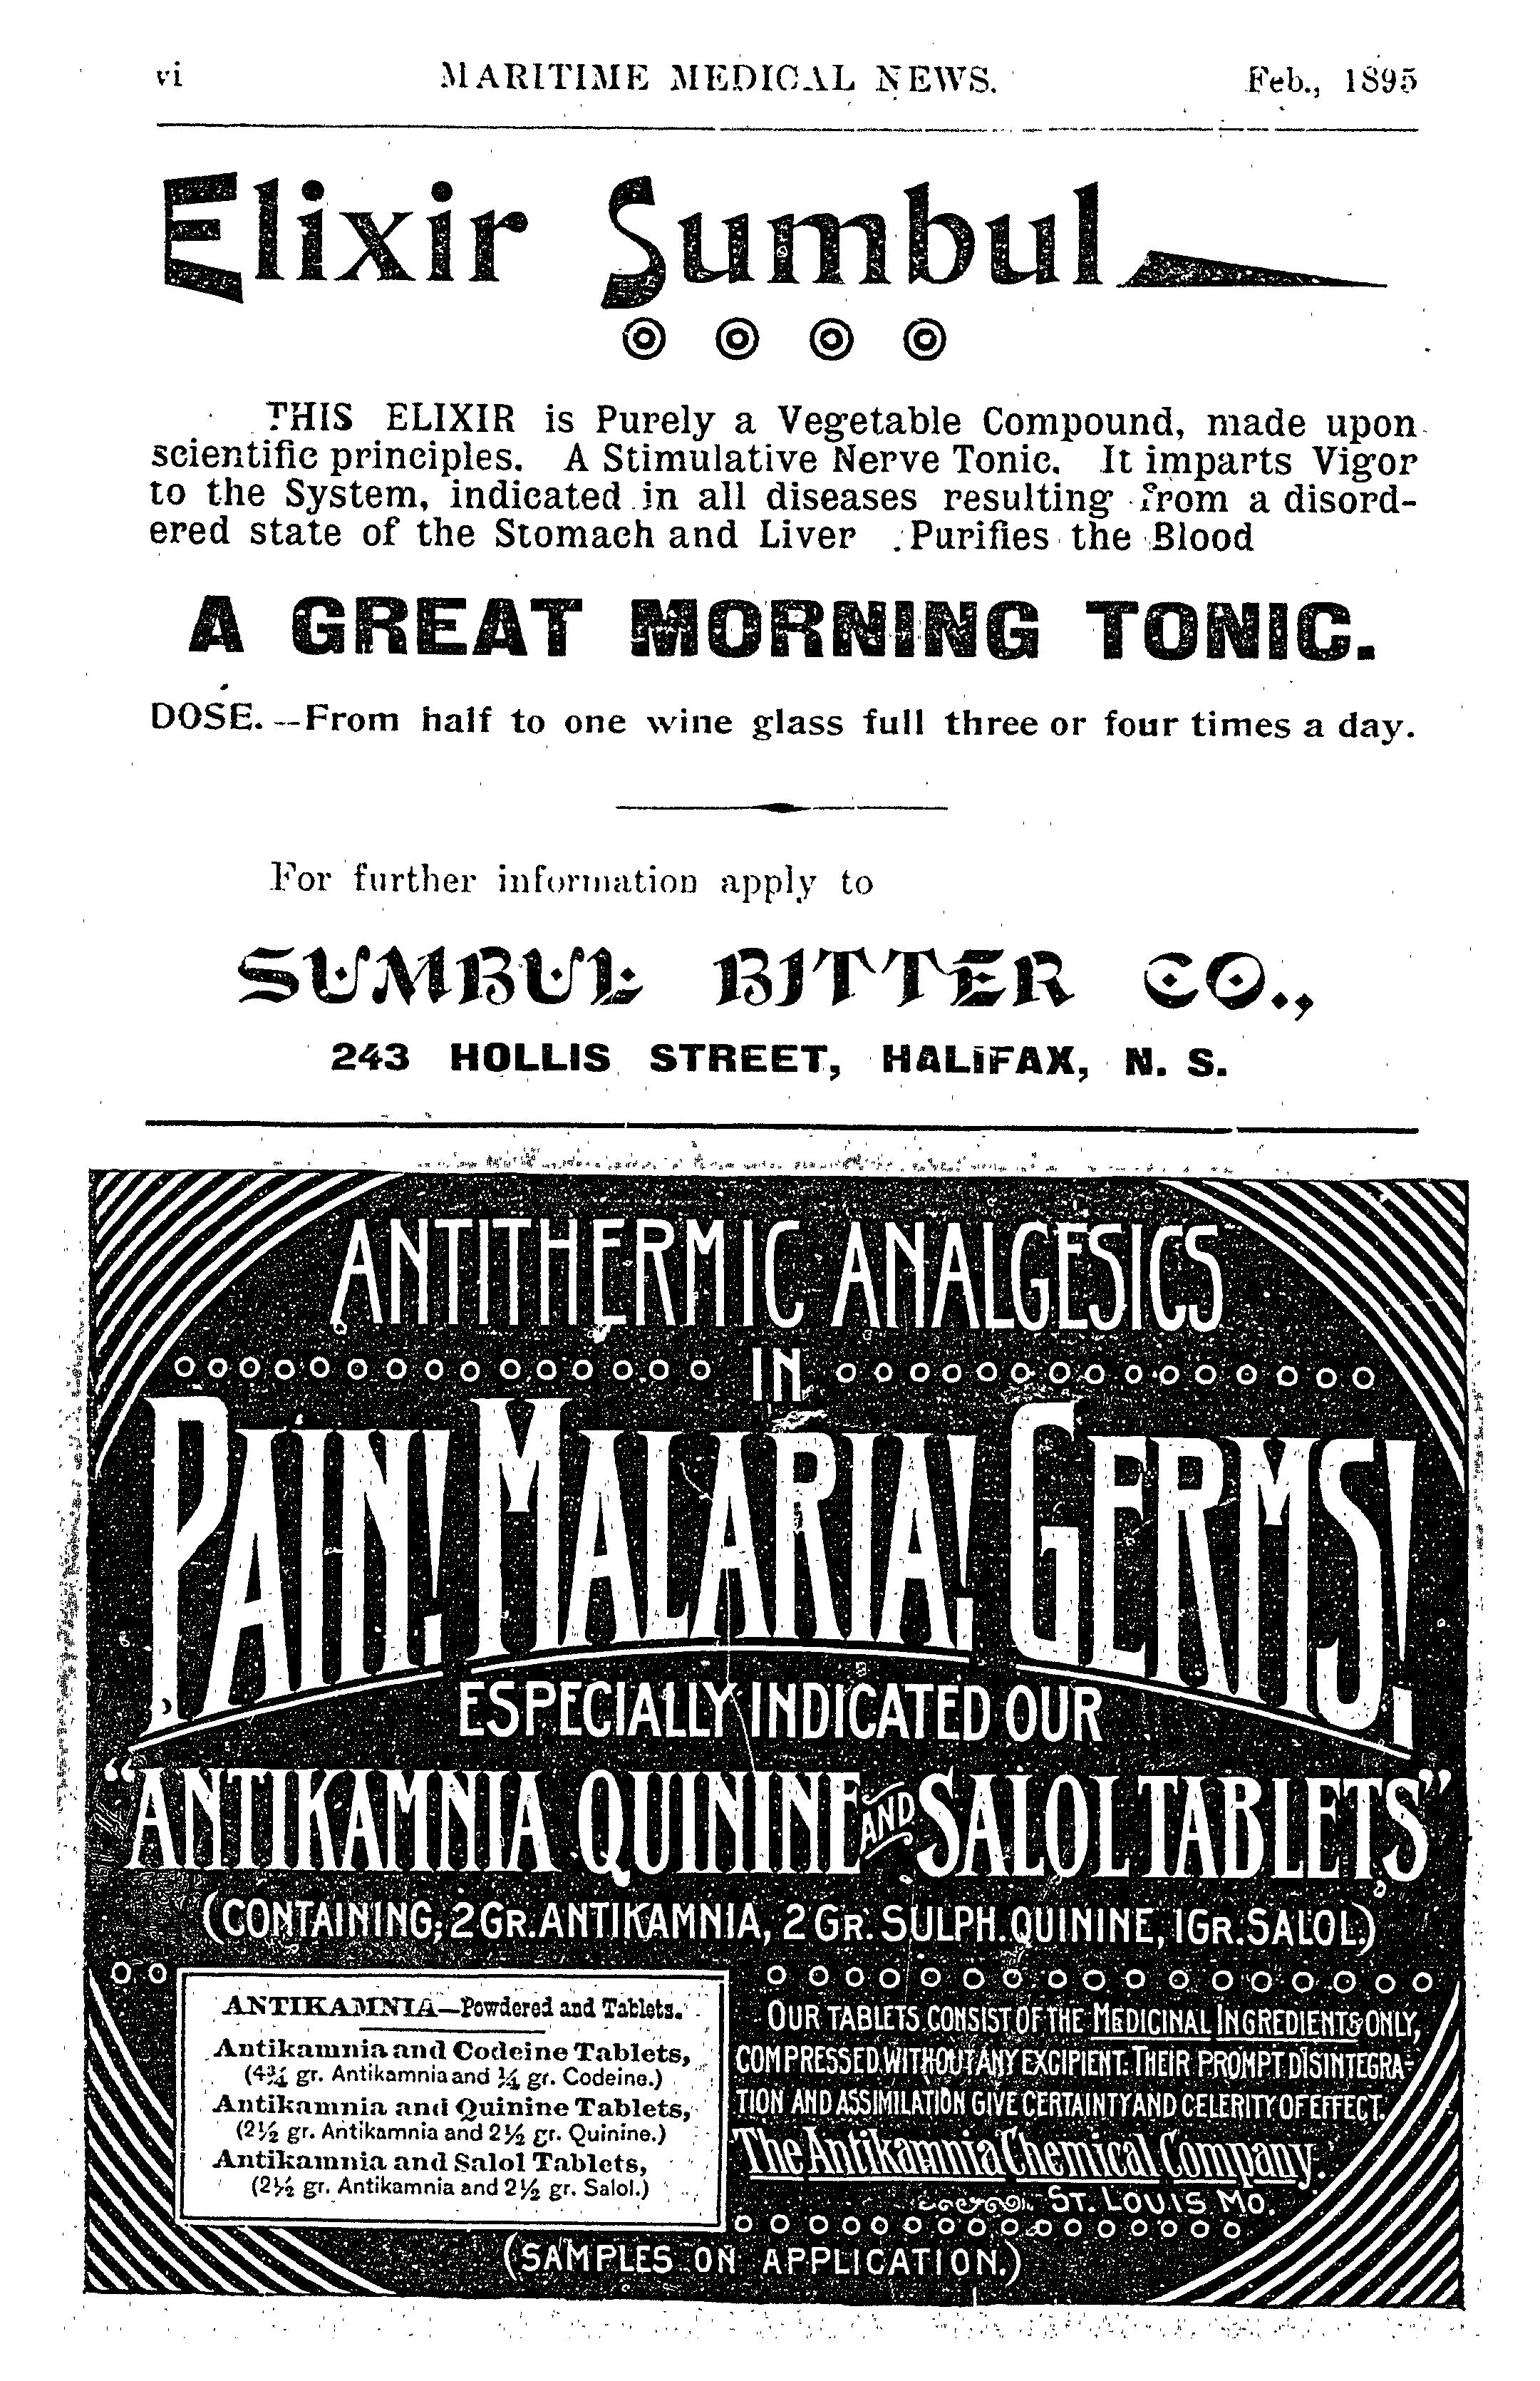 vi MARITIME MEDICAL NEWS. Feb., 1895
Elixir Sumbul
THIS ELIXIR is Purely a Vegetable Compound, made upon
scientific principles. A Stimulative Nerve Tonic. It imparts Vigor
to the System, indicated in all diseases resulting from a disord-
ered state of the Stomach and Liver. Purifies the Blood
A GREAT MORNING TONIC.
DOSE.—From half to one wine glass full three or four times a day.
For further information apply to
SUMBUL BITTER CO.,
243 HOLLIS STREET, HALIFAX, N. S.
ANTITHERMIC ANALGESICS
IN
PAIN! MALARIA! GERMS!
ESPECIALLY INDICATED OUR
"ANTIKAMNIA QUININE AND SALOL TABLETS"
(CONTAINING; 2 GR. ANTIKAMNIA, 2 GR. SULPH. QUININE, 1 GR. SALOL.)
ANTIKAMNIA—Powdered and Tablets.
Antikamnia and Codeine Tablets,
(4¾ gr. Antikamnia and ¼ gr. Codeine.)
Antikamnia and Quinine Tablets,
(2½ gr. Antikamnia and 2½ gr. Quinine.)
Antikamnia and Salol Tablets,
(2½ gr. Antikamnia and 2½ gr. Salol.)
OUR TABLETS CONSIST OF THE MEDICINAL INGREDIENTS ONLY,
COMPRESSED WITHOUT ANY EXCIPIENT. THEIR PROMPT DISINTEGRA-
TION AND ASSIMILATION GIVE CERTAINTY AND CELERITY OF EFFECT.
The Antikamnia Chemical Company.
ST. LOUIS MO.
(SAMPLES ON APPLICATION.)